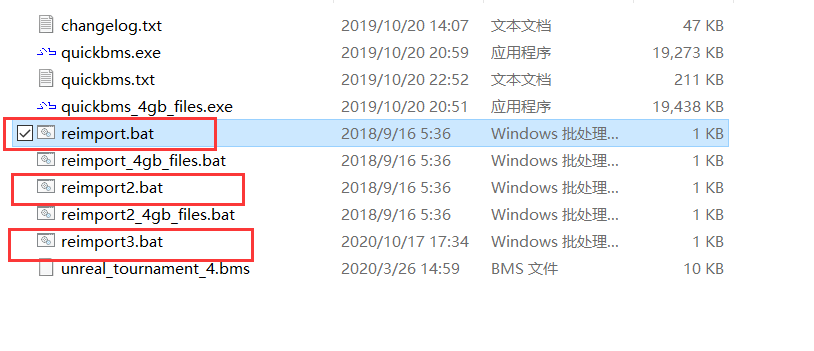 changelog.txt 2019/10/20 14:07 文本文档 47 KB
quickbms.exe 2019/10/20 20:59 应用程序 19,273 KB
quickbms.txt 2019/10/20 22:52 文本文档 211 KB
quickbms_4gb_files.exe 2019/10/20 20:51 应用程序 19,438 KB
reimport.bat 2018/9/16 5:36 Windows 批处理... 1 KB
reimport_4gb_files.bat 2018/9/16 5:36 Windows 批处理... 1 KB
reimport2.bat 2018/9/16 5:36 Windows 批处理... 1 KB
reimport2_4gb_files.bat 2018/9/16 5:36 Windows 批处理... 1 KB
reimport3.bat 2020/10/17 17:34 Windows 批处理... 1 KB
unreal_tournament_4.bms 2020/3/26 14:59 BMS 文件 10 KB